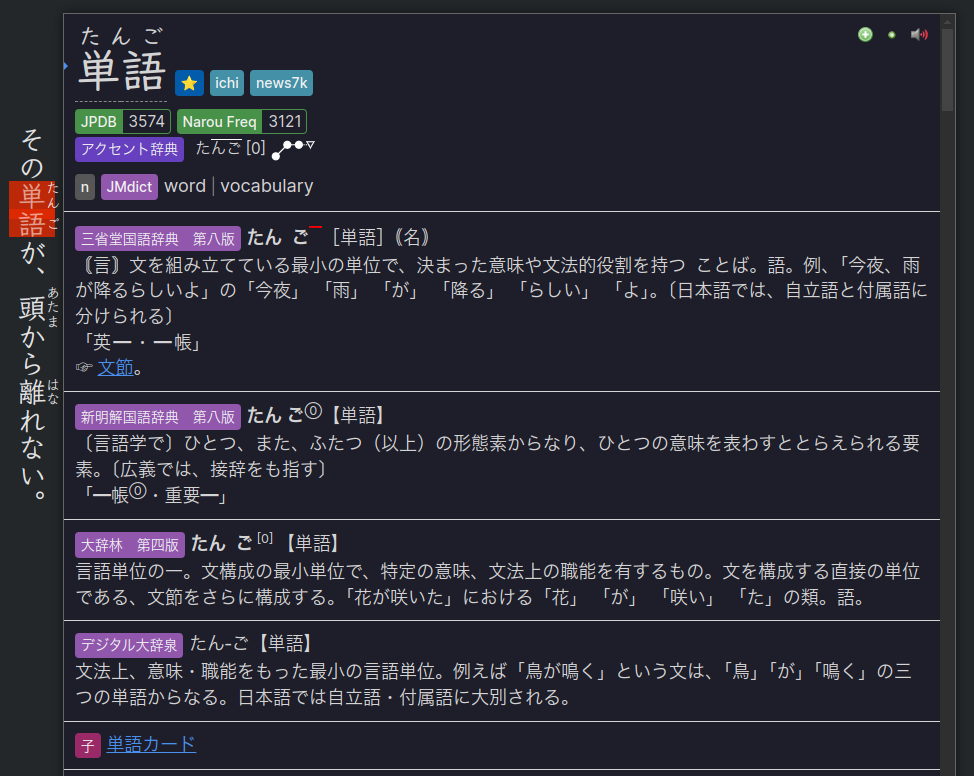 その単語が、頭から離れない。
たんご
あたま
はな
たんご
単語 ⭐ ichi news7k
JPDB 3574 Narou Freq 3121
アクセント辞典 たんご [0]
n JMdict word | vocabulary
三省堂国語辞典 第八版 たん ご ［単語］《名》
〘言〙文を組み立てている最小の単位で、決まった意味や文法的役割を持つ ことば。語。例、「今夜、雨
が降るらしいよ」の「今夜」 「雨」 「が」 「降る」 「らしい」 「よ」。〔日本語では、自立語と付属語に
分けられる〕
「英━・━帳」
☞ 文節。
新明解国語辞典 第八版 たん ご⓪【単語】
〔言語学で〕ひとつ、また、ふたつ（以上）の形態素からなり、ひとつの意味を表わすととらえられる要
素。〔広義では、接辞をも指す〕
「━帳⓪・重要━」
大辞林 第四版 たん ご [0] 【単語】
言語単位の一。文構成の最小単位で、特定の意味、文法上の職能を有するもの。文を構成する直接の単位
である、文節をさらに構成する。「花が咲いた」における「花」 「が」 「咲い」 「た」の類。語。
デジタル大辞泉 たん‐ご【単語】
文法上、意味・職能をもった最小の言語単位。例えば「鳥が鳴く」という文は、「鳥」「が」「鳴く」の三
つの単語からなる。日本語では自立語・付属語に大別される。
子 単語カード